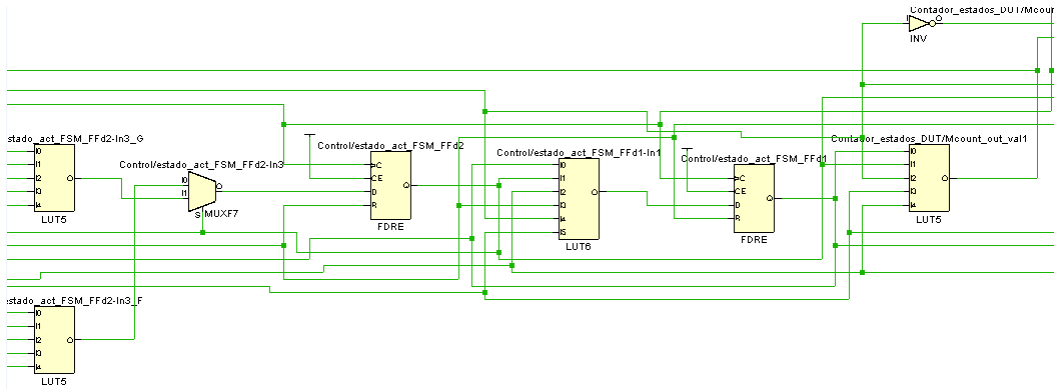 Contador_estados_DUT/Mcour
INV
estado_act_FSM_FFd2-In3_G
I0
I1
I2
I3
I4
O
LUT5
Control/estado_act_FSM_FFd2-In3
I0
I1
O
S
MUXF7
Control/estado_act_FSM_FFd2
C
CE
D
R
Q
FDRE
Control/estado_act_FSM_FFd1-In1
I0
I1
I2
I3
I4
I5
O
LUT6
Control/estado_act_FSM_FFd1
C
CE
D
R
Q
FDRE
Contador_estados_DUT/Mcount_out_val1
I0
I1
I2
I3
I4
O
LUT5
estado_act_FSM_FFd2-In3_F
I0
I1
I2
I3
I4
O
LUT5